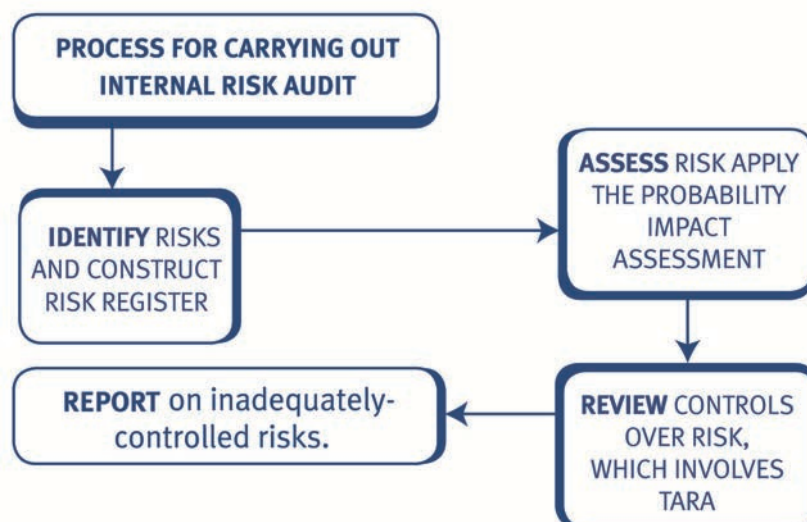 PROCESS FOR CARRYING OUT
INTERNAL RISK AUDIT
IDENTIFY RISKS
AND CONSTRUCT
RISK REGISTER
ASSESS RISK APPLY
THE PROBABILITY
IMPACT
ASSESSMENT
REVIEW CONTROLS
OVER RISK,
WHICH INVOLVES
TARA
REPORT on inadequately-
controlled risks.